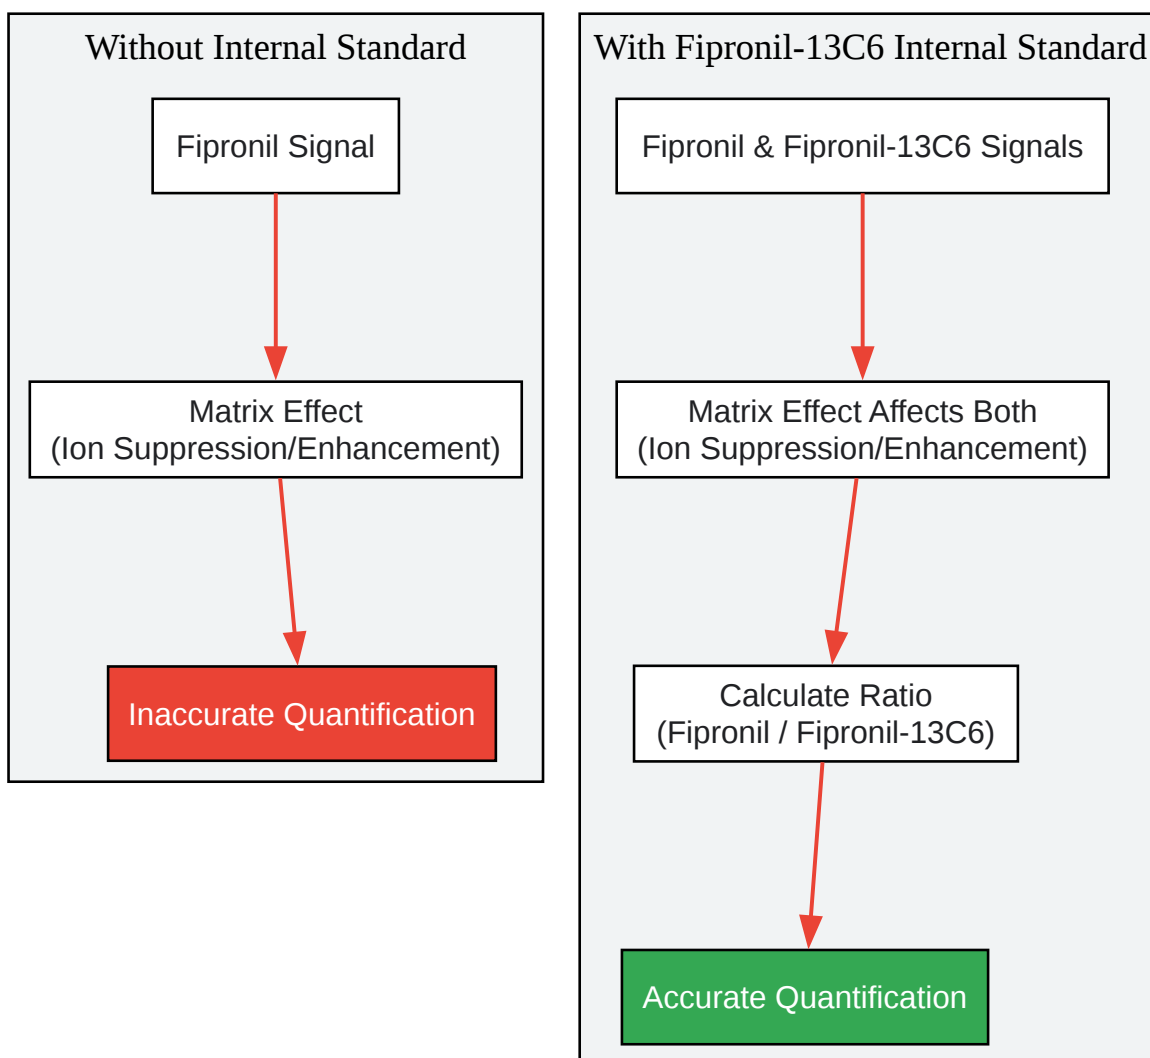 Without Internal Standard
Fipronil Signal
Matrix Effect
(Ion Suppression/Enhancement)
Inaccurate Quantification
With Fipronil-13C6 Internal Standard
Fipronil & Fipronil-13C6 Signals
Matrix Effect Affects Both
(Ion Suppression/Enhancement)
Calculate Ratio
(Fipronil / Fipronil-13C6)
Accurate Quantification